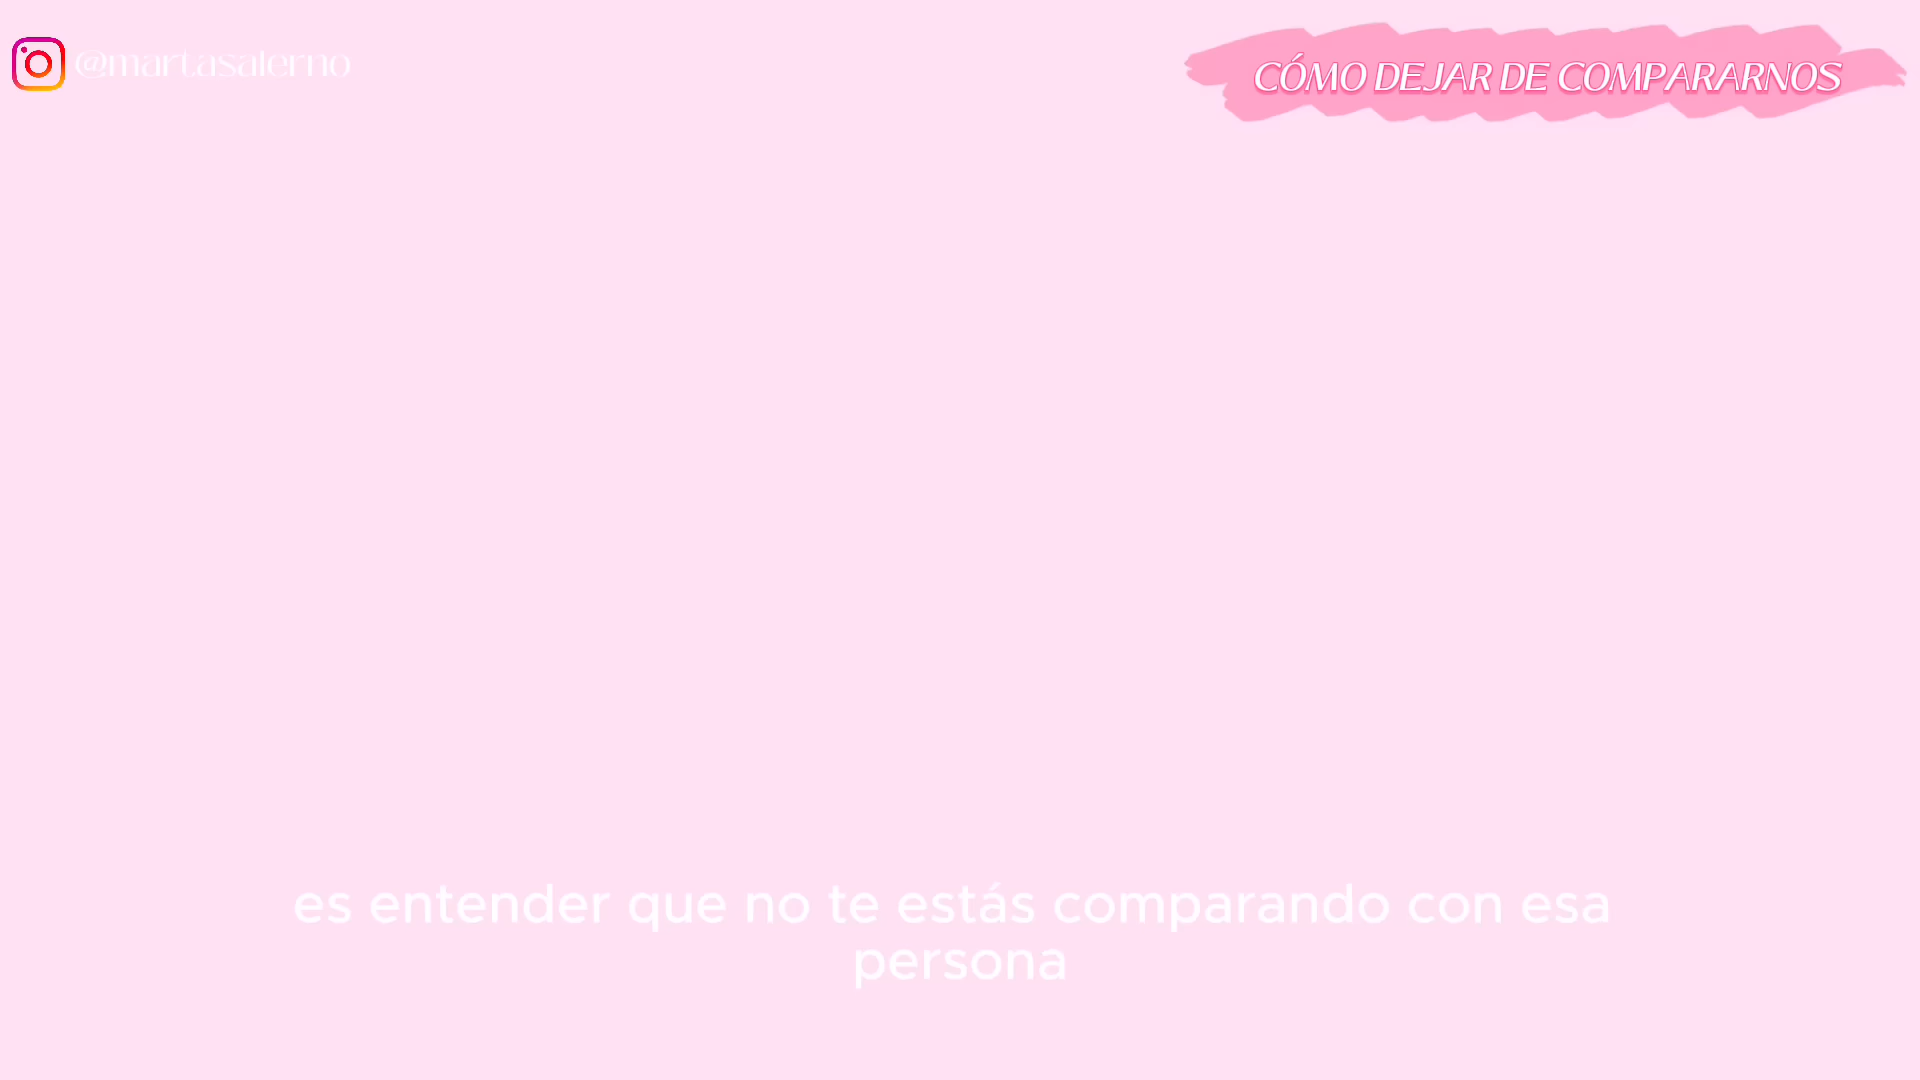 @martasalerno
CÓMO DEJAR DE COMPARARNOS
es entender que no te estás comparando con esa
persona